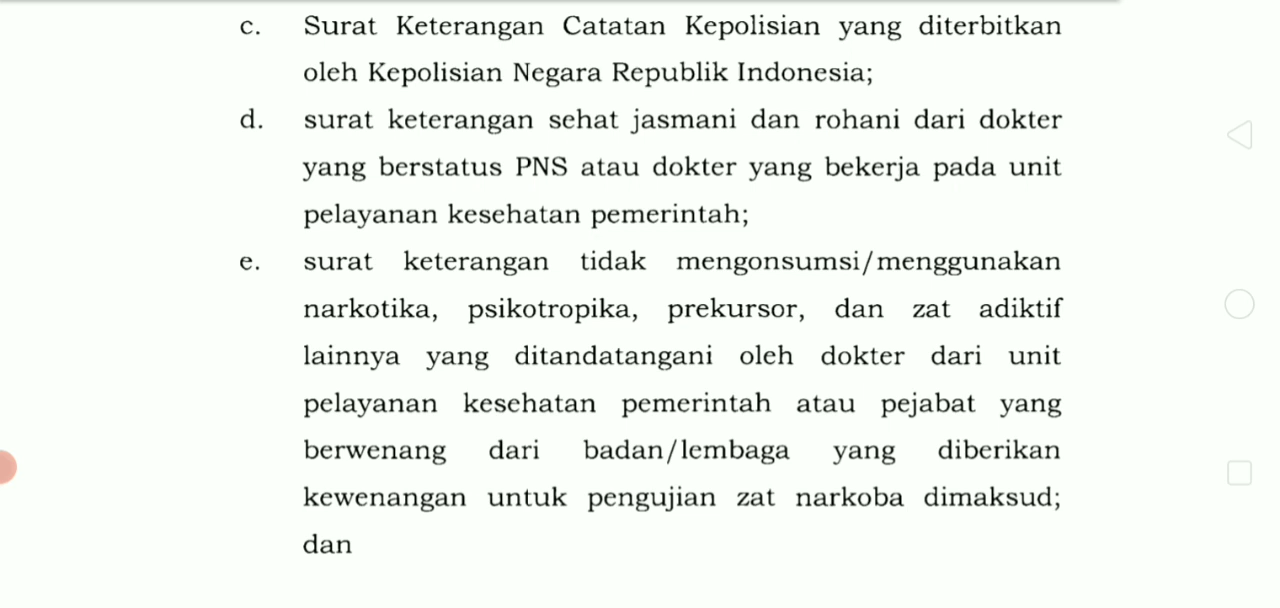 c. Surat Keterangan Catatan Kepolisian yang diterbitkan
oleh Kepolisian Negara Republik Indonesia;
d. surat keterangan sehat jasmani dan rohani dari dokter
yang berstatus PNS atau dokter yang bekerja pada unit
pelayanan kesehatan pemerintah;
e. surat keterangan tidak mengonsumsi/menggunakan
narkotika, psikotropika, prekursor, dan zat adiktif
lainnya yang ditandatangani oleh dokter dari unit
pelayanan kesehatan pemerintah atau pejabat yang
berwenang dari badan/lembaga yang diberikan
kewenangan untuk pengujian zat narkoba dimaksud;
dan